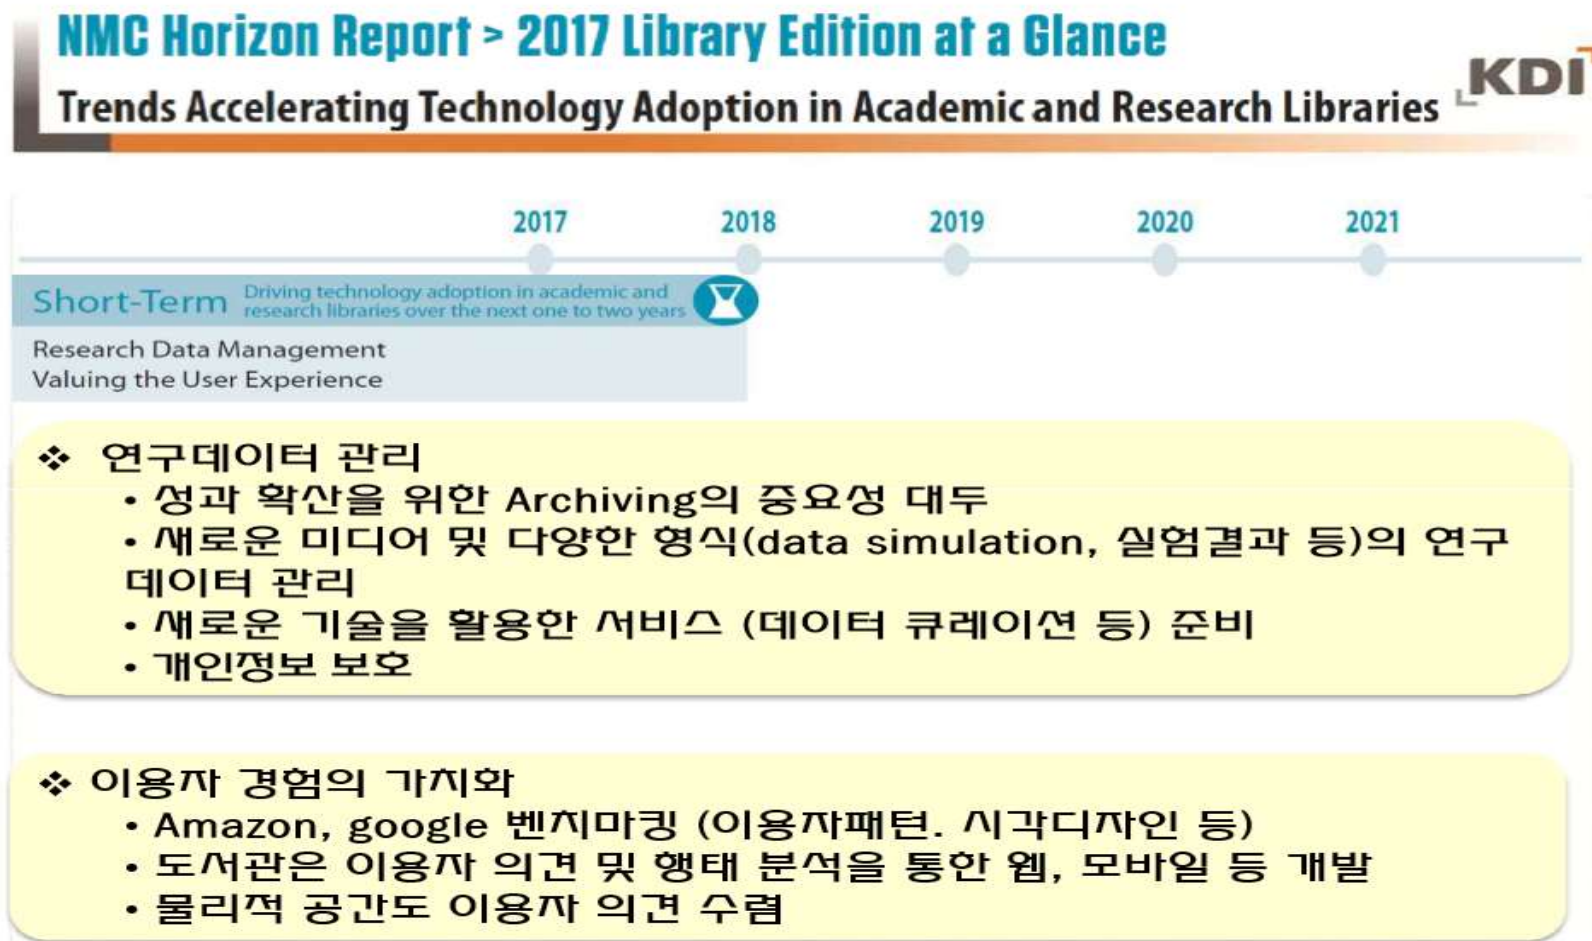 NMC Horizon Report > 2017 Library Edition at a Glance
Trends Accelerating Technology Adoption in Academic and Research Libraries
KDI
2017 2018 2019 2020 2021
Short-Term Driving technology adoption in academic and
research libraries over the next one to two years
Research Data Management
Valuing the User Experience
❖ 연구데이터 관리
• 성과 확산을 위한 Archiving의 중요성 대두
• 새로운 미디어 및 다양한 형식(data simulation, 실험결과 등)의 연구
데이터 관리
• 새로운 기술을 활용한 서비스 (데이터 큐레이션 등) 준비
• 개인정보 보호
❖ 이용자 경험의 가치화
• Amazon, google 벤치마킹 (이용자패턴. 시각디자인 등)
• 도서관은 이용자 의견 및 행태 분석을 통한 웹, 모바일 등 개발
• 물리적 공간도 이용자 의견 수렴